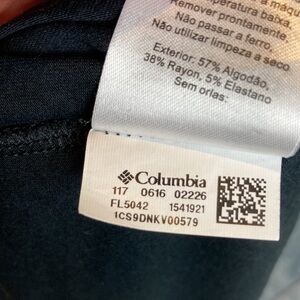 a máqu
peratura baixa,
Remover prontamente.
Não passar a ferro,
Não utilizar limpeza a seco
Exterior: 57% Algodão,
38% Rayon, 5% Elastano
Sem orlas:
Columbia
117 0616 02226
FL5042 1541921
1CS9DNKV00579